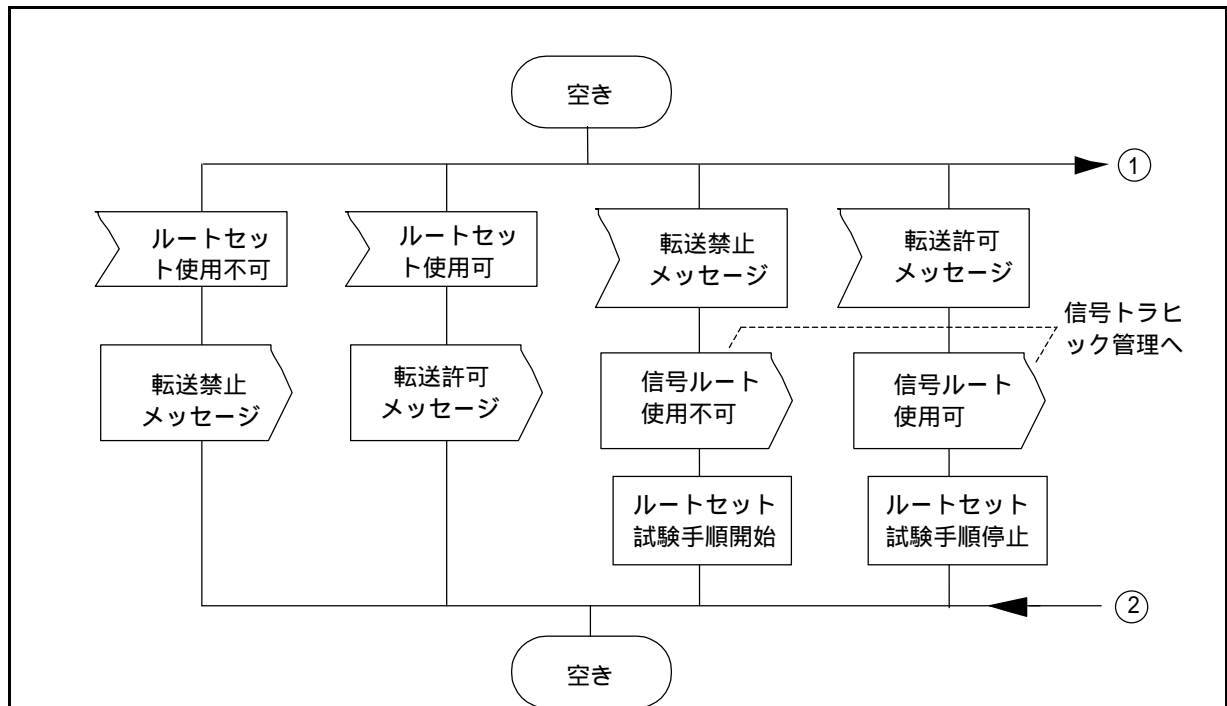 空き
①
ルートセッ
ト使用不可
ルートセッ
ト使用可
転送禁止
メッセージ
転送許可
メッセージ
信号トラヒ
ック管理へ
転送禁止
メッセージ
転送許可
メッセージ
信号ルート
使用不可
信号ルート
使用可
ルートセット
試験手順開始
ルートセット
試験手順停止
②
空き